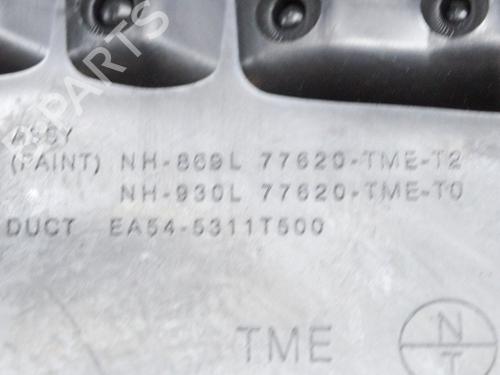 ASSY
(PAINT) NH-869L 77620-TME-T2
NH-930L 77620-TME-T0
DUCT EA54-5311T500
TME
N
T
B-PARTS